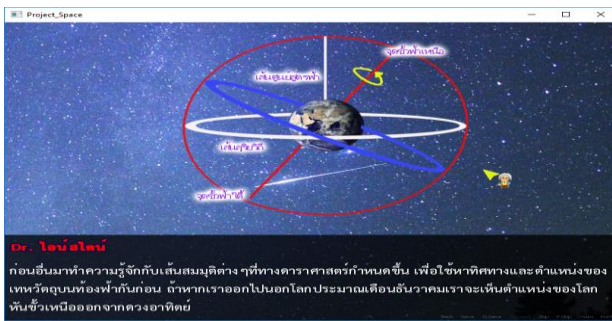 Project_Space
จุดขั้วฟ้าเหนือ
เส้นศูนย์สูตรฟ้า
เส้นสุริยวิถี
จุดขั้วฟ้าใต้
Dr. ไอน์สไตน์
ก่อนอื่นมาทำความรู้จักกับเส้นสมมุติต่างๆที่ทางดาราศาสตร์กำหนดขึ้น เพื่อใช้หาทิศทางและตำแหน่งของ
เทหวัตถุบนท้องฟ้ากันก่อน ถ้าหากเราออกไปนอกโลกประมาณเดือนธันวาคมเราจะเห็นตำแหน่งของโลก
หันขั้วเหนือออกจากดวงอาทิตย์